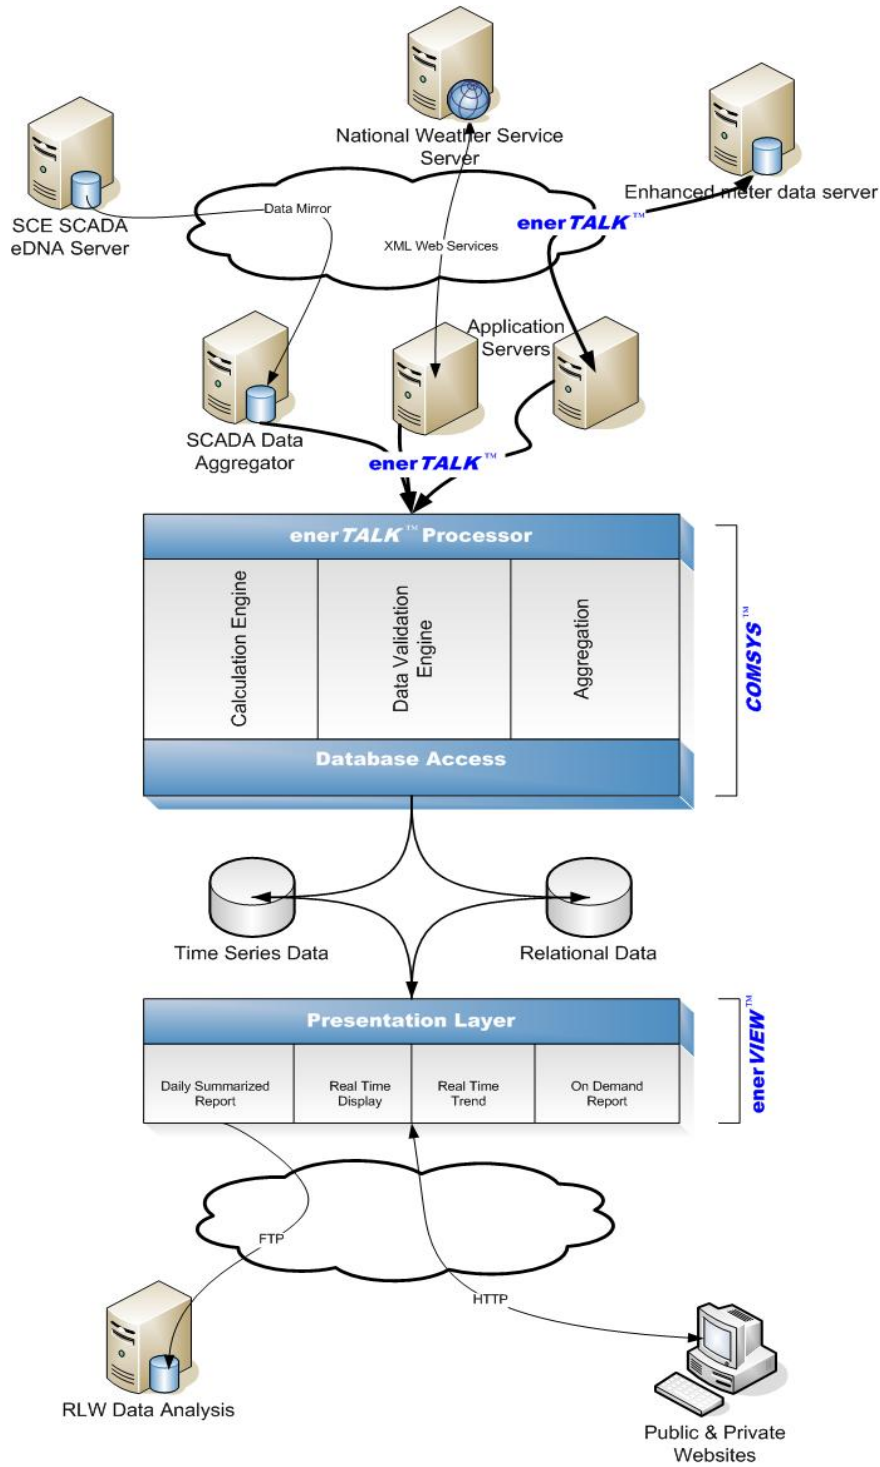 National Weather Service
Server
SCE SCADA
eDNA Server
Enhanced meter data server
Data Mirror
enerTALK™
XML Web Services
Application
Servers
SCADA Data
Aggregator
enerTALK™
enerTALK™ Processor
Calculation Engine
Data Validation
Engine
Aggregation
COMSYS™
Database Access
Time Series Data
Relational Data
Presentation Layer
enerVIEW™
Daily Summarized
Report
Real Time
Display
Real Time
Trend
On Demand
Report
FTP
HTTP
RLW Data Analysis
Public & Private
Websites